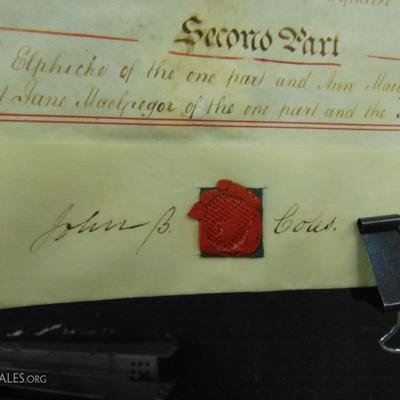 Second Part
Elphicke of the one part and Ann
Jane MacGregor of the one part and the
John B. Coles.
ALES.ORG